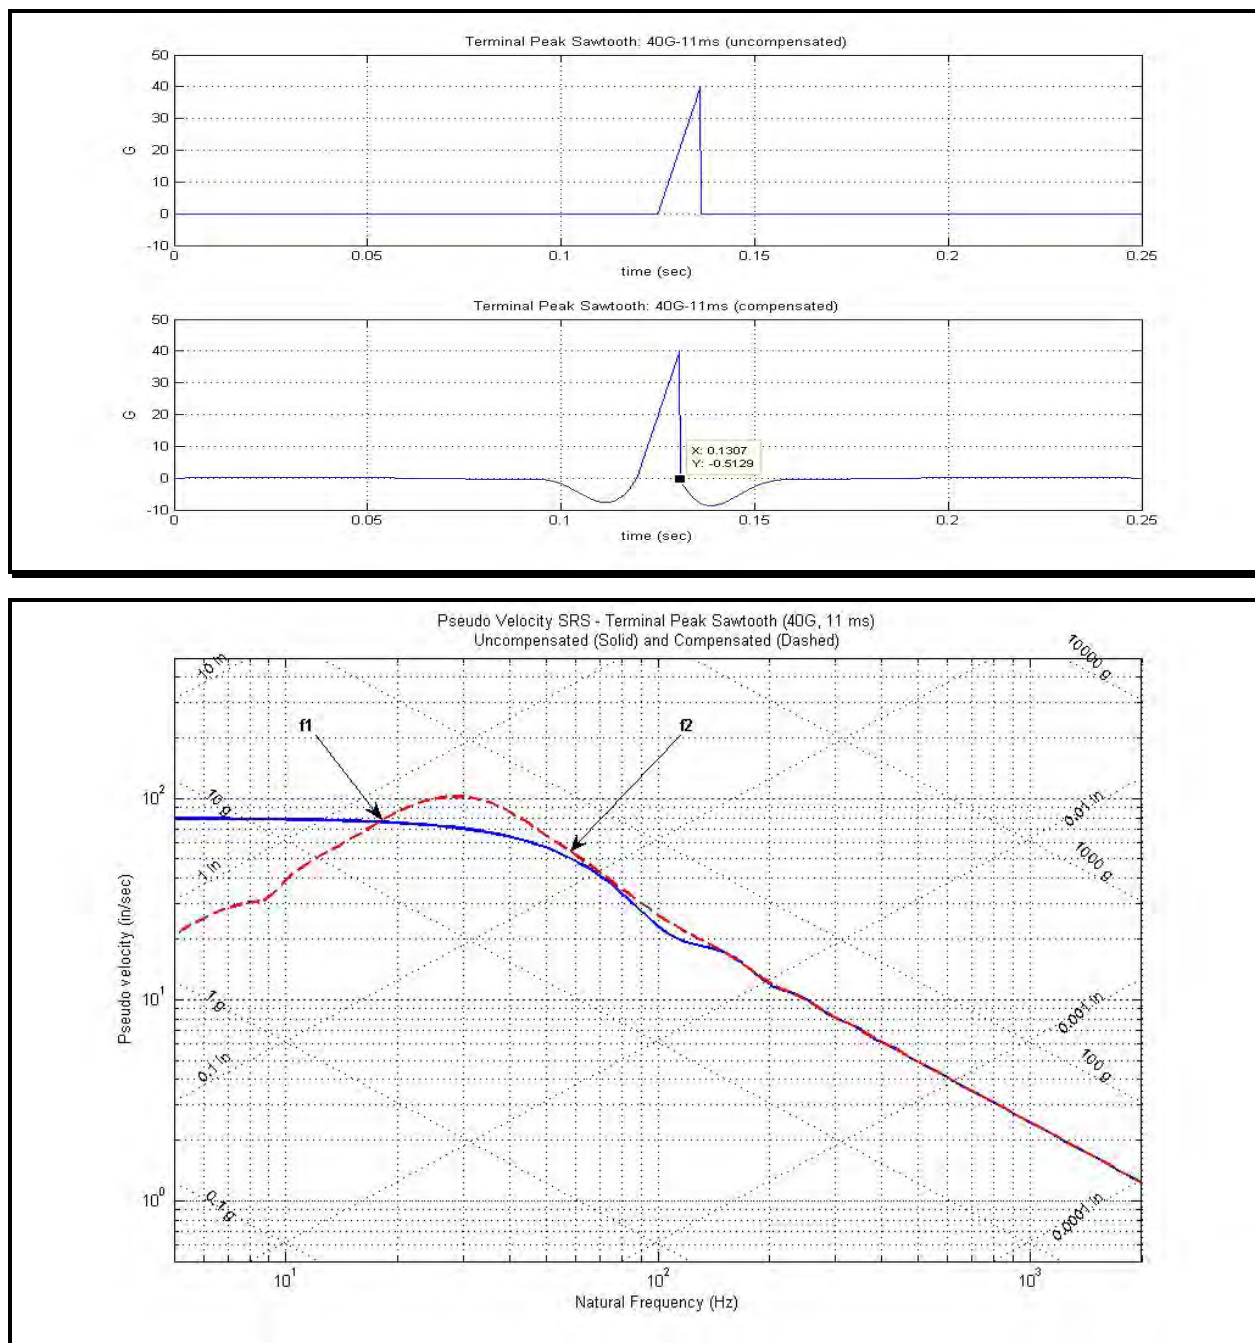 Terminal Peak Sawtooth: 40G-11ms (uncompensated)
50
40
30
20
10
0
-10
G
0 0.05 0.1 0.15 0.2 0.25
time (sec)
Terminal Peak Sawtooth: 40G-11ms (compensated)
50
40
30
20
10
0
-10
G
X: 0.1307
Y: -0.5129
0 0.05 0.1 0.15 0.2 0.25
time (sec)
Pseudo Velocity SRS - Terminal Peak Sawtooth (40G, 11 ms)
Uncompensated (Solid) and Compensated (Dashed)
10 in
10000 g
f1
f2
10²
10 g
0.01 in
1 in
1000 g
Pseudo velocity (in/sec)
10¹
1 g
0.001 in
0.1 in
100 g
10⁰
0.1 g
0.0001 in
10¹ 10² 10³
Natural Frequency (Hz)